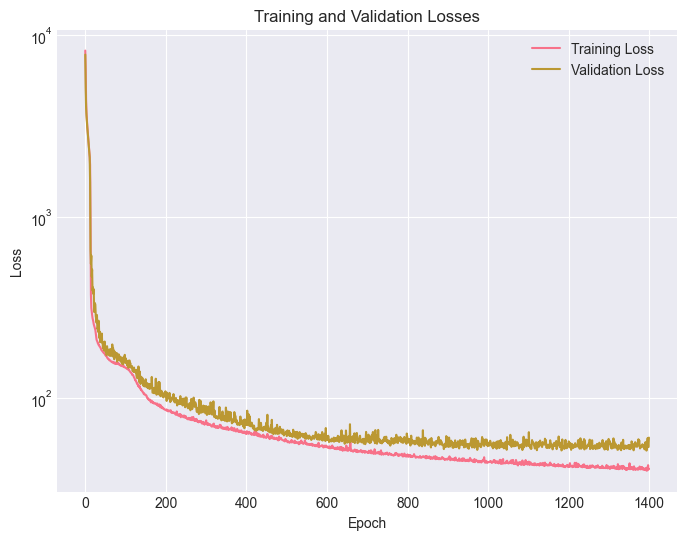 Training and Validation Losses
Training Loss
Validation Loss
10^4
10^3
10^2
Loss
0 200 400 600 800 1000 1200 1400
Epoch